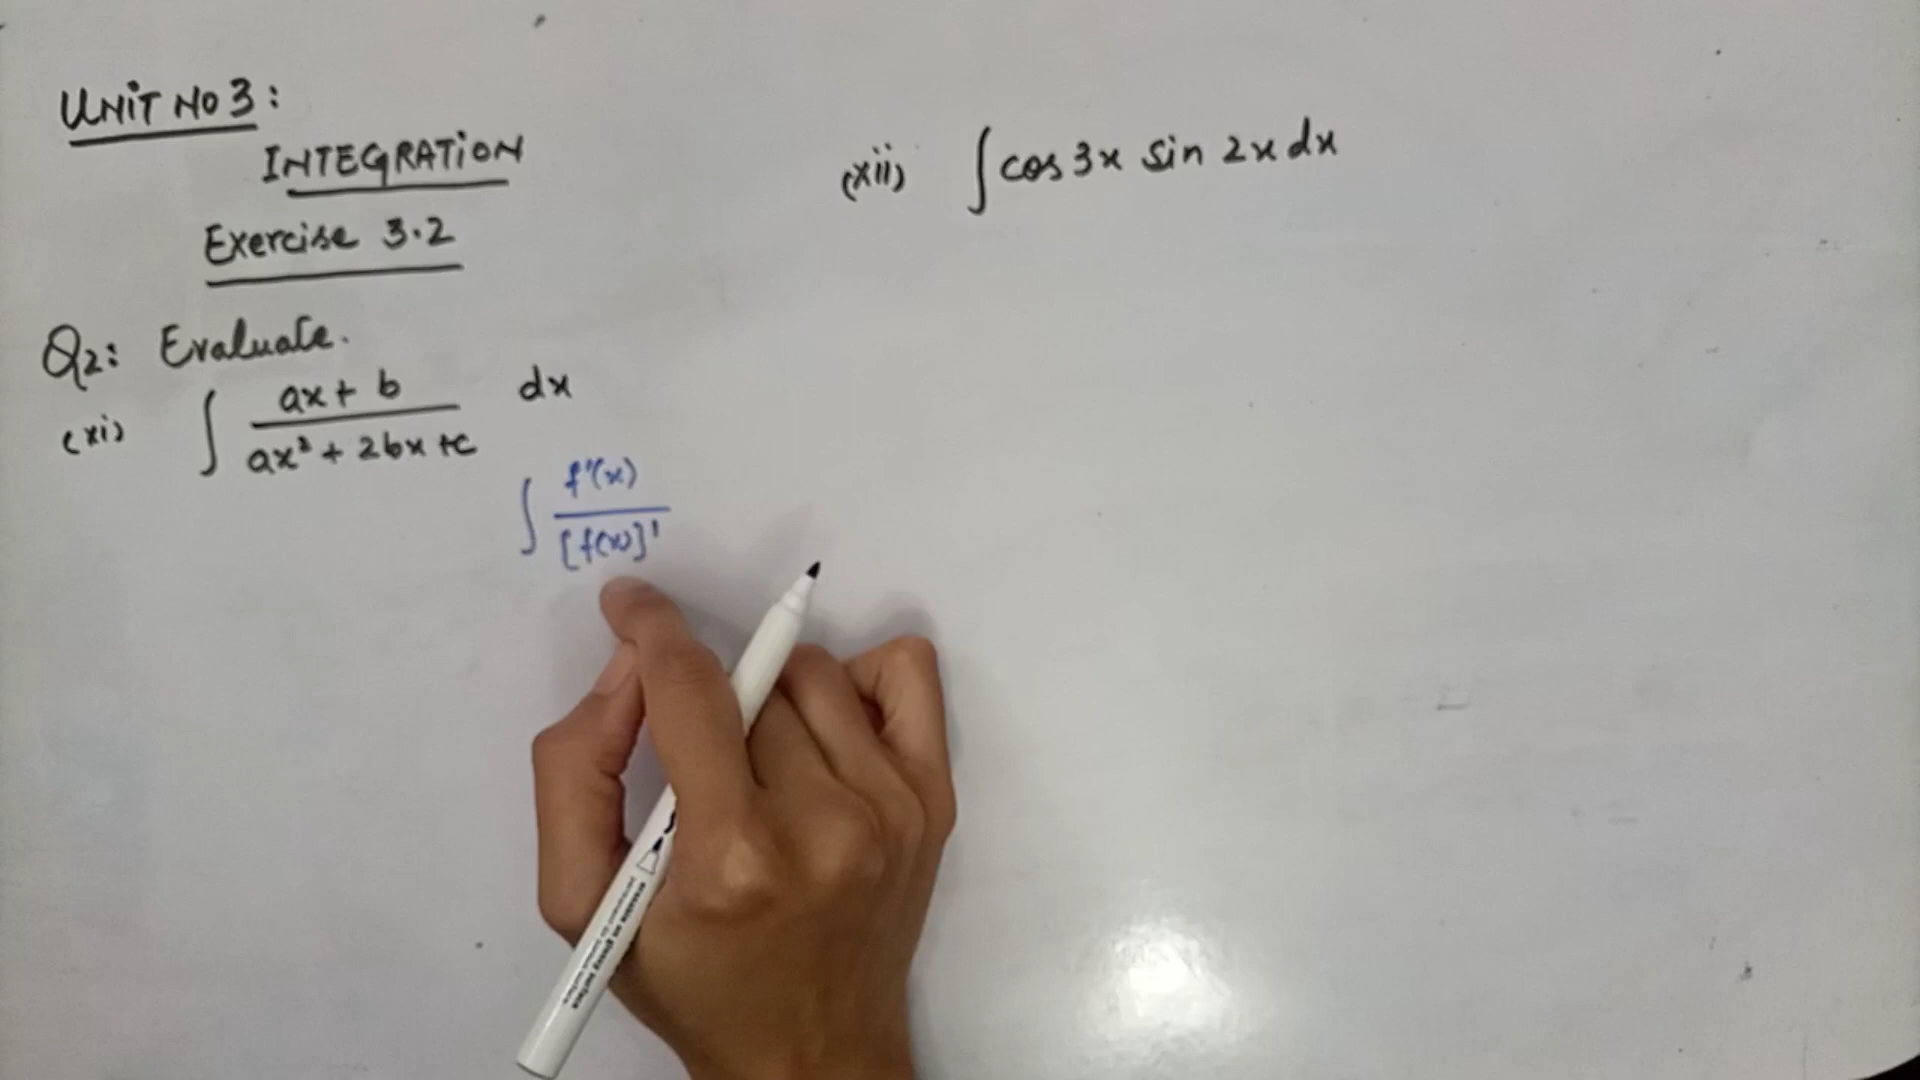 UNIT NO 3:
INTEGRATION
Exercise 3.2
Q2: Evaluate.
(xi) ∫ (ax + b)/(ax² + 2bx + c) dx
∫ f'(x)/[f(x)]¹
(xii) ∫ cos 3x sin 2x dx